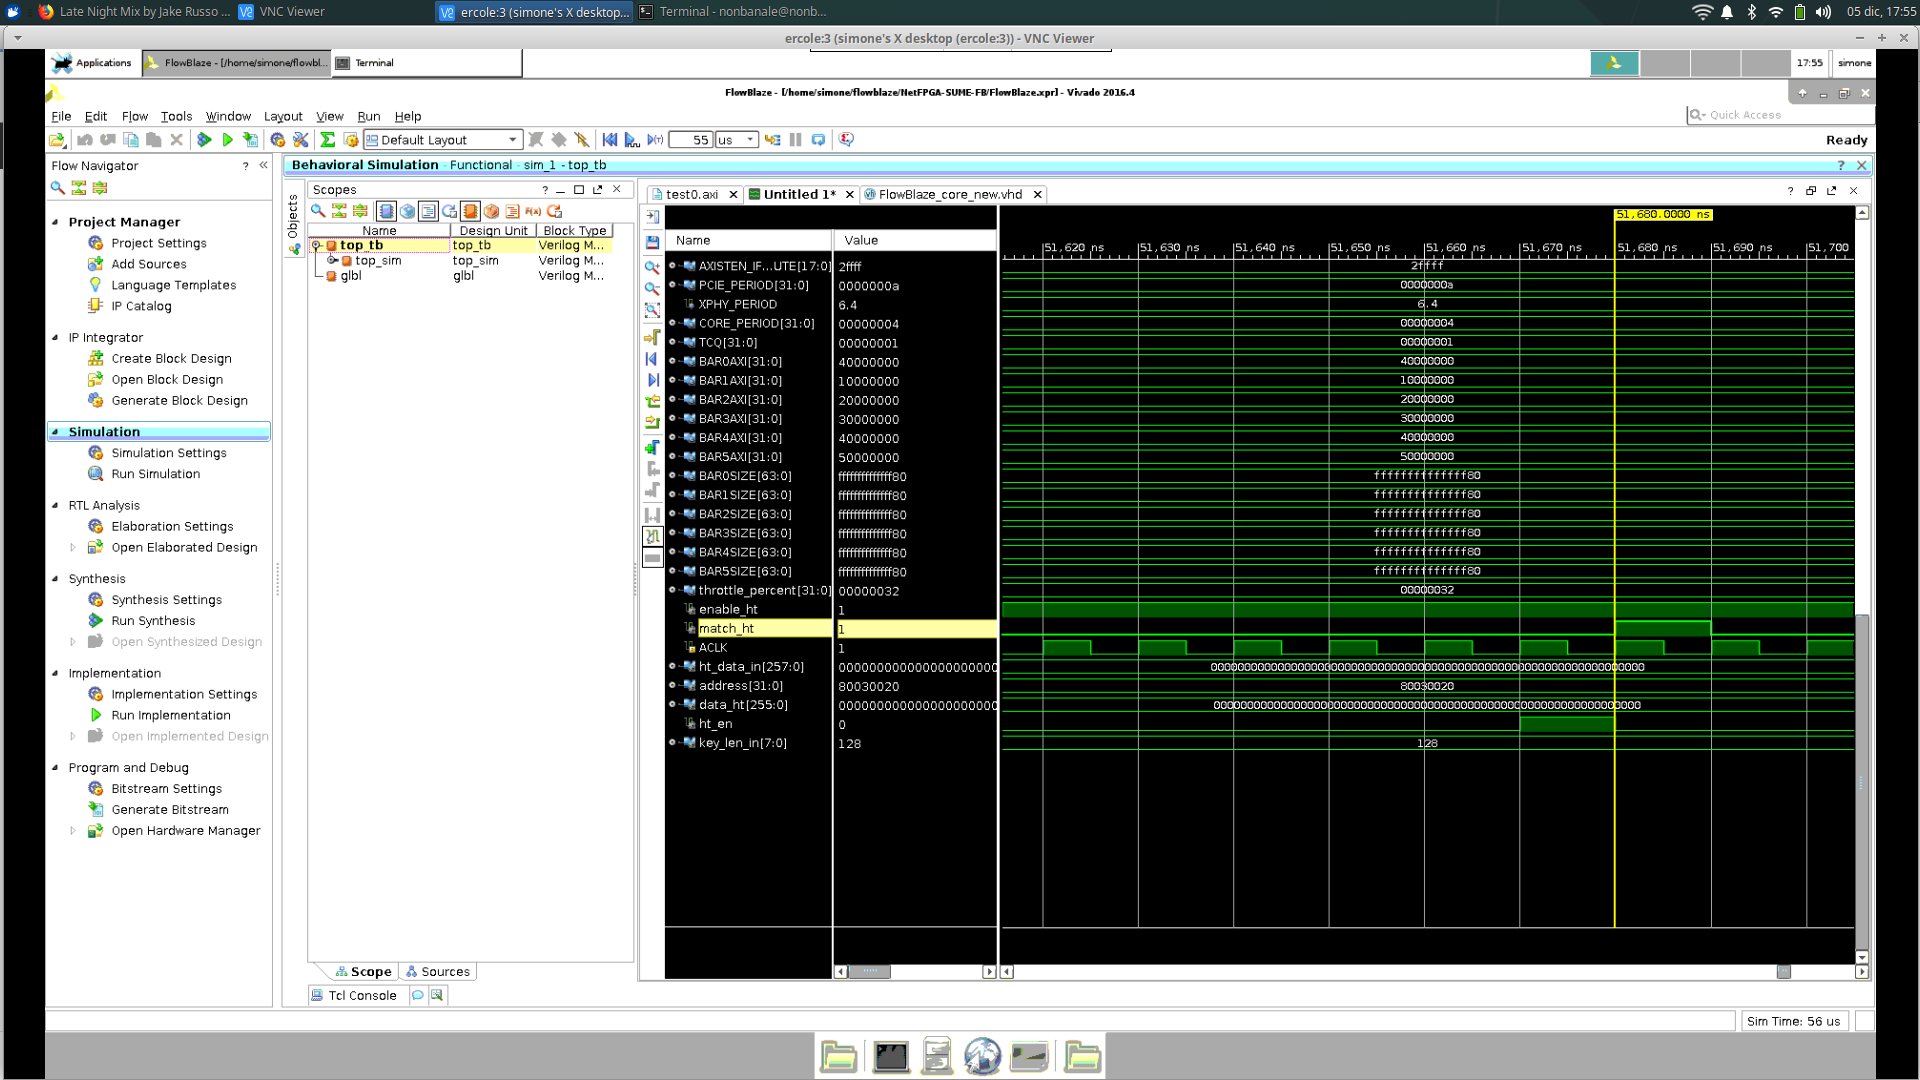 Late Night Mix by Jake Russo ...
VNC Viewer
ercole:3 (simone's X desktop...
Terminal - nonbanale@nonb...
05 dic, 17:55
ercole:3 (simone's X desktop (ercole:3)) - VNC Viewer
Applications
FlowBlaze - [/home/simone/flowbl...
Terminal
17:55
simone
FlowBlaze - [/home/simone/flowblaze/NetFPGA-SUME-FB/FlowBlaze.xpr] - Vivado 2016.4
File Edit Flow Tools Window Layout View Run Help
Quick Access
Default Layout
55
us
Ready
Flow Navigator
Project Manager
Project Settings
Add Sources
Language Templates
IP Catalog
IP Integrator
Create Block Design
Open Block Design
Generate Block Design
Simulation
Simulation Settings
Run Simulation
RTL Analysis
Elaboration Settings
Open Elaborated Design
Synthesis
Synthesis Settings
Run Synthesis
Open Synthesized Design
Implementation
Implementation Settings
Run Implementation
Open Implemented Design
Program and Debug
Bitstream Settings
Generate Bitstream
Open Hardware Manager
Behavioral Simulation - Functional - sim_1 - top_tb
Objects
Scopes
Name Design Unit Block Type
top_tb top_tb Verilog M...
top_sim top_sim Verilog M...
glbl glbl Verilog M...
Scope
Sources
Tcl Console
test0.axi
Untitled 1*
FlowBlaze_core_new.vhd
51,680.0000 ns
Name Value
51,620 ns 51,630 ns 51,640 ns 51,650 ns 51,660 ns 51,670 ns 51,680 ns 51,690 ns 51,700
AXISTEN_IF...UTE[17:0] 2ffff 2ffff
PCIE_PERIOD[31:0] 0000000a 0000000a
XPHY_PERIOD 6.4 6.4
CORE_PERIOD[31:0] 00000004 00000004
TCQ[31:0] 00000001 00000001
BAR0AXI[31:0] 40000000 40000000
BAR1AXI[31:0] 10000000 10000000
BAR2AXI[31:0] 20000000 20000000
BAR3AXI[31:0] 30000000 30000000
BAR4AXI[31:0] 40000000 40000000
BAR5AXI[31:0] 50000000 50000000
BAR0SIZE[63:0] ffffffffffffff80 ffffffffffffff80
BAR1SIZE[63:0] ffffffffffffff80 ffffffffffffff80
BAR2SIZE[63:0] ffffffffffffff80 ffffffffffffff80
BAR3SIZE[63:0] ffffffffffffff80 ffffffffffffff80
BAR4SIZE[63:0] ffffffffffffff80 ffffffffffffff80
BAR5SIZE[63:0] ffffffffffffff80 ffffffffffffff80
throttle_percent[31:0] 00000032 00000032
enable_ht 1
match_ht 1
ACLK 1
ht_data_in[257:0]
address[31:0] 80030020 80030020
data_ht[255:0]
ht_en 0
key_len_in[7:0] 128 128
Sim Time: 56 us